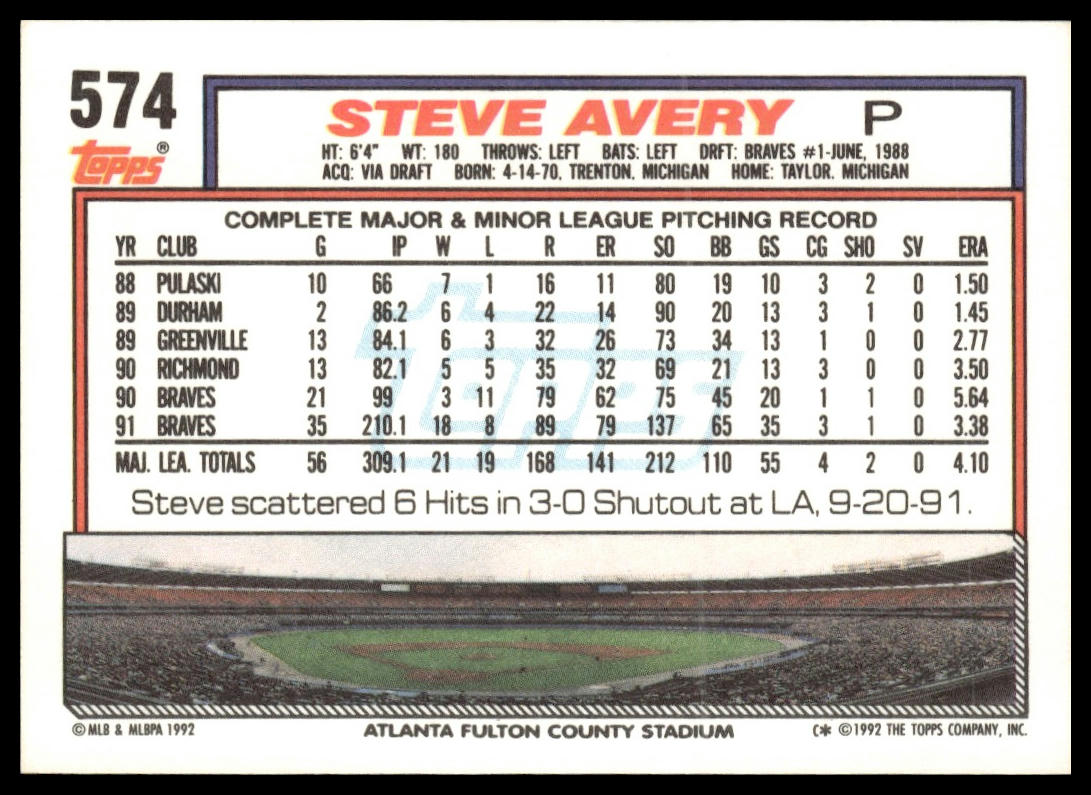 574
topps®
STEVE AVERY P
HT: 6'4" WT: 180 THROWS: LEFT BATS: LEFT DRFT: BRAVES #1-JUNE, 1988
ACQ: VIA DRAFT BORN: 4-14-70, TRENTON, MICHIGAN HOME: TAYLOR, MICHIGAN
COMPLETE MAJOR & MINOR LEAGUE PITCHING RECORD
YR CLUB G IP W L R ER SO BB GS CG SHO SV ERA
88 PULASKI 10 66 7 1 16 11 80 19 10 3 2 0 1.50
89 DURHAM 2 86.2 6 4 22 14 90 20 13 3 1 0 1.45
89 GREENVILLE 13 84.1 6 3 32 26 73 34 13 1 0 0 2.77
90 RICHMOND 13 82.1 5 5 35 32 69 21 13 3 0 0 3.50
90 BRAVES 21 99 3 11 79 62 75 45 20 1 1 0 5.64
91 BRAVES 35 210.1 18 8 89 79 137 65 35 3 1 0 3.38
MAJ. LEA. TOTALS 56 309.1 21 19 168 141 212 110 55 4 2 0 4.10
Topps
Steve scattered 6 Hits in 3-0 Shutout at LA, 9-20-91.
© MLB & MLBPA 1992
ATLANTA FULTON COUNTY STADIUM
C* ©1992 THE TOPPS COMPANY, INC.